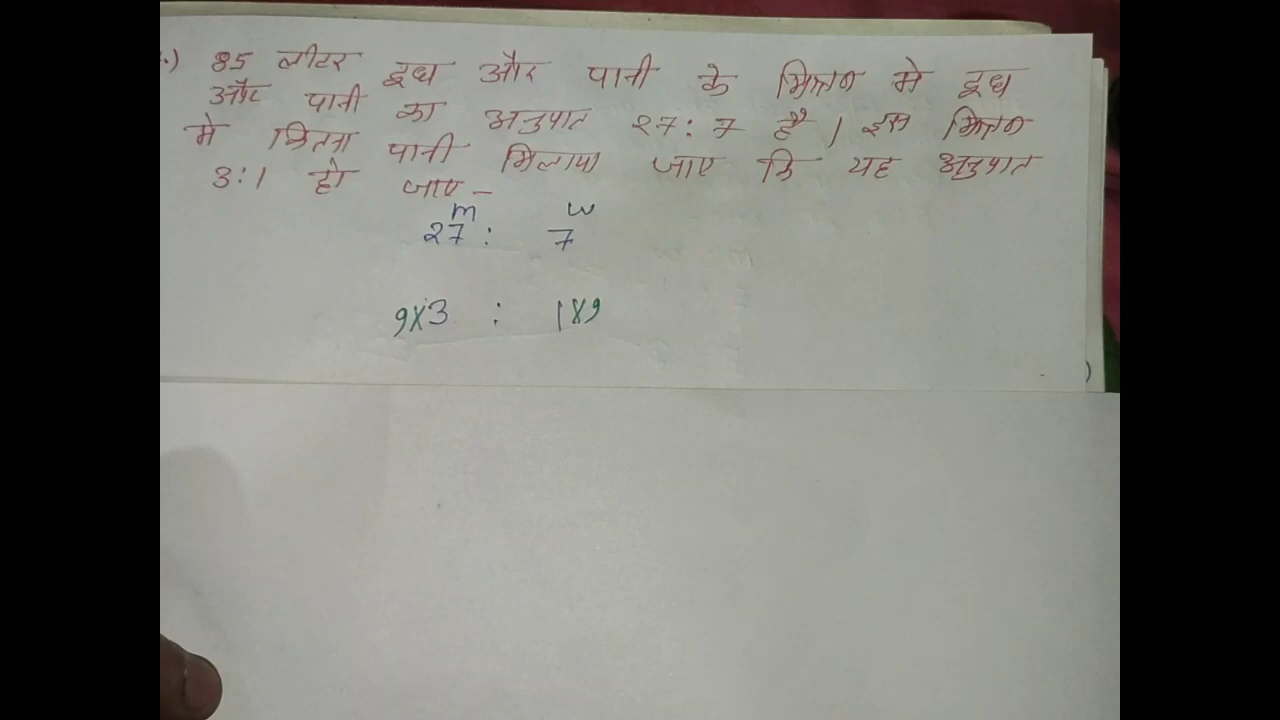 .) 85 लीटर दूध और पानी के मिश्रण मे दूध
और पानी का अनुपात 27:7 है / इस मिश्रण
मे कितना पानी मिलाया जाए कि यह अनुपात
3:1 हो जाए -
m w
27 : 7
9x3 : 1x9
)